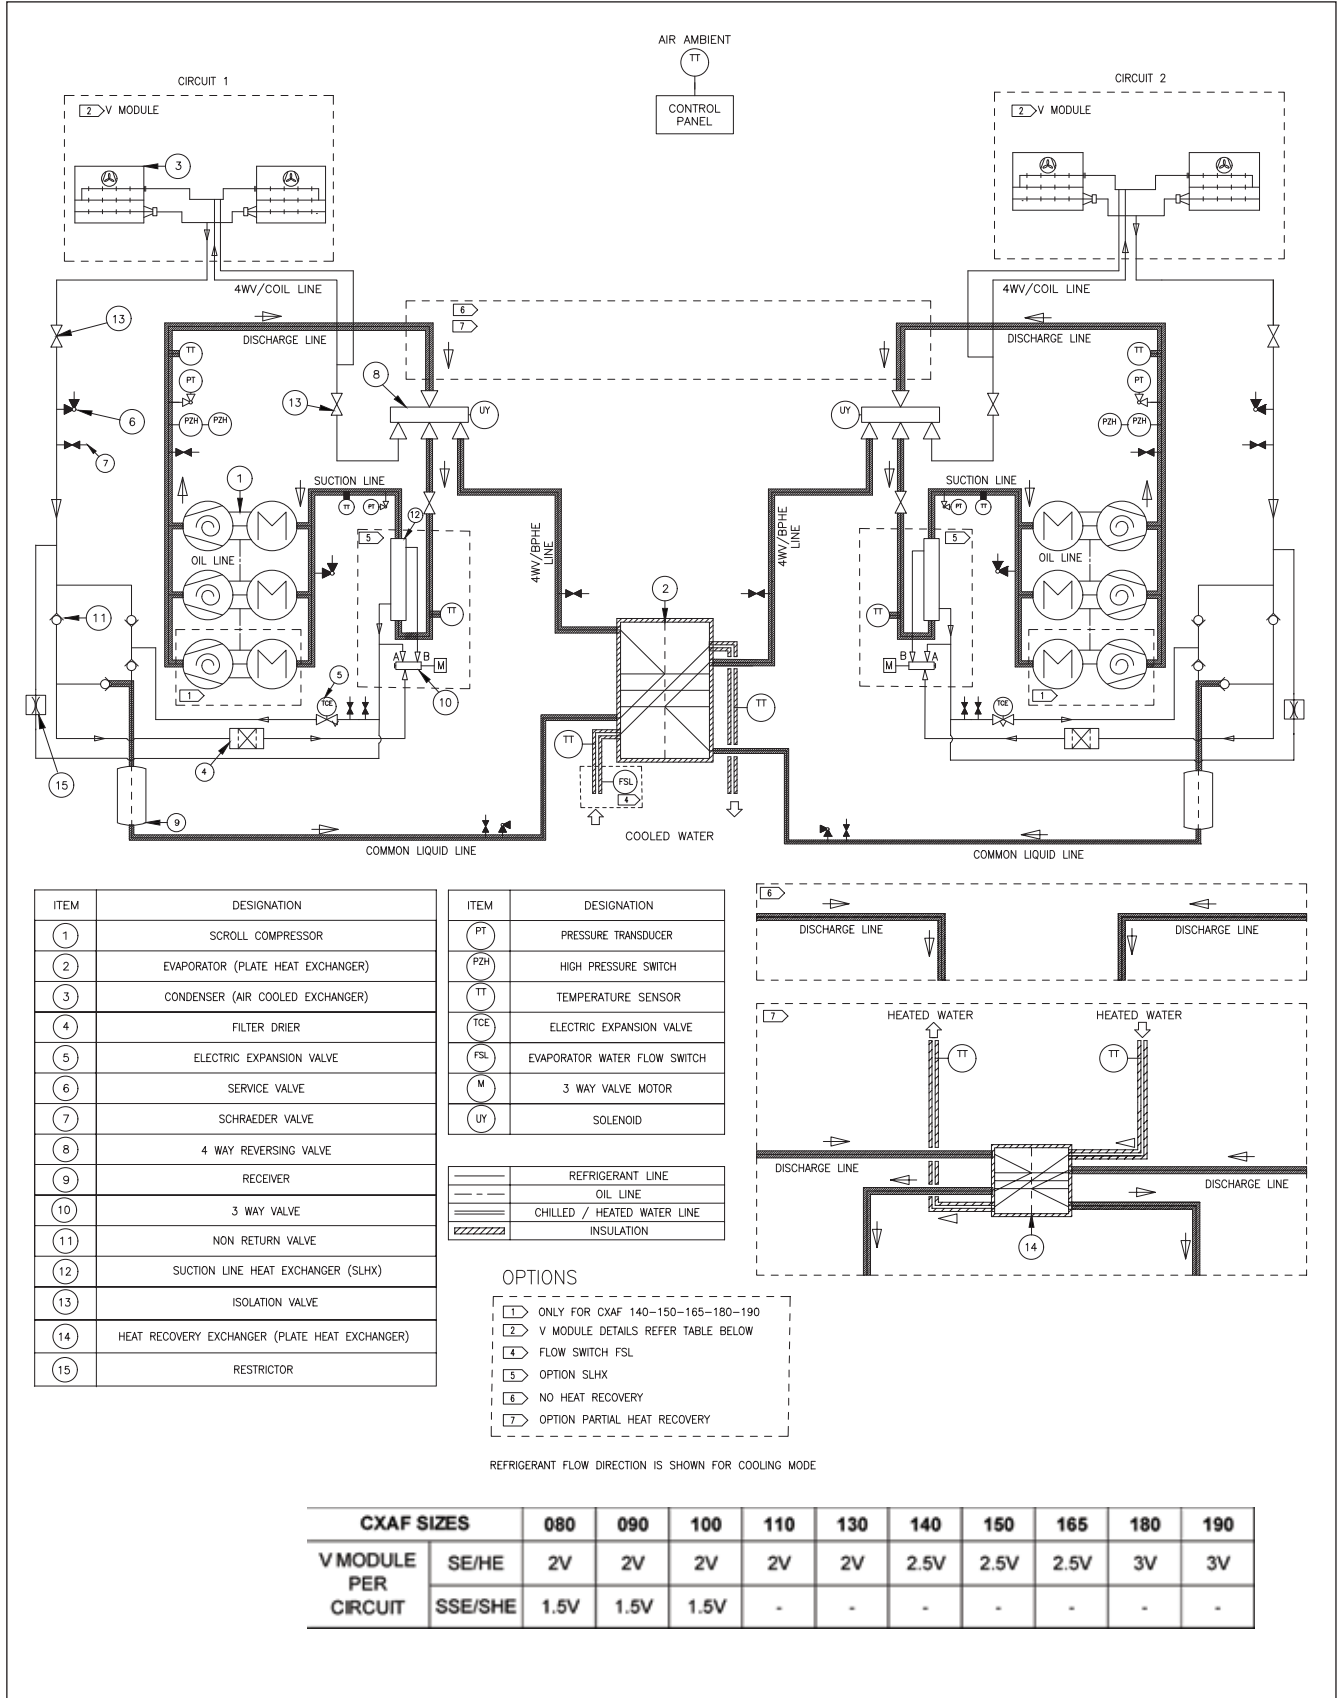 AIR AMBIENT
TT
CONTROL
PANEL
CIRCUIT 1
2 V MODULE
3
CIRCUIT 2
2 V MODULE
4WV/COIL LINE
4WV/COIL LINE
6
7
13
DISCHARGE LINE
DISCHARGE LINE
TT
TT
8
PT
PT
13
UY
UY
6
PZH PZH
PZH PZH
7
1
SUCTION LINE
SUCTION LINE
TT PT
PT TT
12
5
5
OIL LINE
OIL LINE
4WV/BPHE
LINE
4WV/BPHE
LINE
2
11
TT
TT
A B
M
B A
M
5
1
1
TCE
10
TCE
TT
TT
4
15
FSL
4
9
COOLED WATER
COMMON LIQUID LINE
COMMON LIQUID LINE
ITEM DESIGNATION
1 SCROLL COMPRESSOR
2 EVAPORATOR (PLATE HEAT EXCHANGER)
3 CONDENSER (AIR COOLED EXCHANGER)
4 FILTER DRIER
5 ELECTRIC EXPANSION VALVE
6 SERVICE VALVE
7 SCHRAEDER VALVE
8 4 WAY REVERSING VALVE
9 RECEIVER
10 3 WAY VALVE
11 NON RETURN VALVE
12 SUCTION LINE HEAT EXCHANGER (SLHX)
13 ISOLATION VALVE
14 HEAT RECOVERY EXCHANGER (PLATE HEAT EXCHANGER)
15 RESTRICTOR
ITEM DESIGNATION
PT PRESSURE TRANSDUCER
PZH HIGH PRESSURE SWITCH
TT TEMPERATURE SENSOR
TCE ELECTRIC EXPANSION VALVE
FSL EVAPORATOR WATER FLOW SWITCH
M 3 WAY VALVE MOTOR
UY SOLENOID
REFRIGERANT LINE
OIL LINE
CHILLED / HEATED WATER LINE
INSULATION
6
DISCHARGE LINE
DISCHARGE LINE
7
HEATED WATER
HEATED WATER
TT
TT
DISCHARGE LINE
DISCHARGE LINE
14
OPTIONS
1 ONLY FOR CXAF 140-150-165-180-190
2 V MODULE DETAILS REFER TABLE BELOW
4 FLOW SWITCH FSL
5 OPTION SLHX
6 NO HEAT RECOVERY
7 OPTION PARTIAL HEAT RECOVERY
REFRIGERANT FLOW DIRECTION IS SHOWN FOR COOLING MODE
CXAF SIZES 080 090 100 110 130 140 150 165 180 190
V MODULE
PER
CIRCUIT
SE/HE 2V 2V 2V 2V 2V 2.5V 2.5V 2.5V 3V 3V
SSE/SHE 1.5V 1.5V 1.5V - - - - - - -